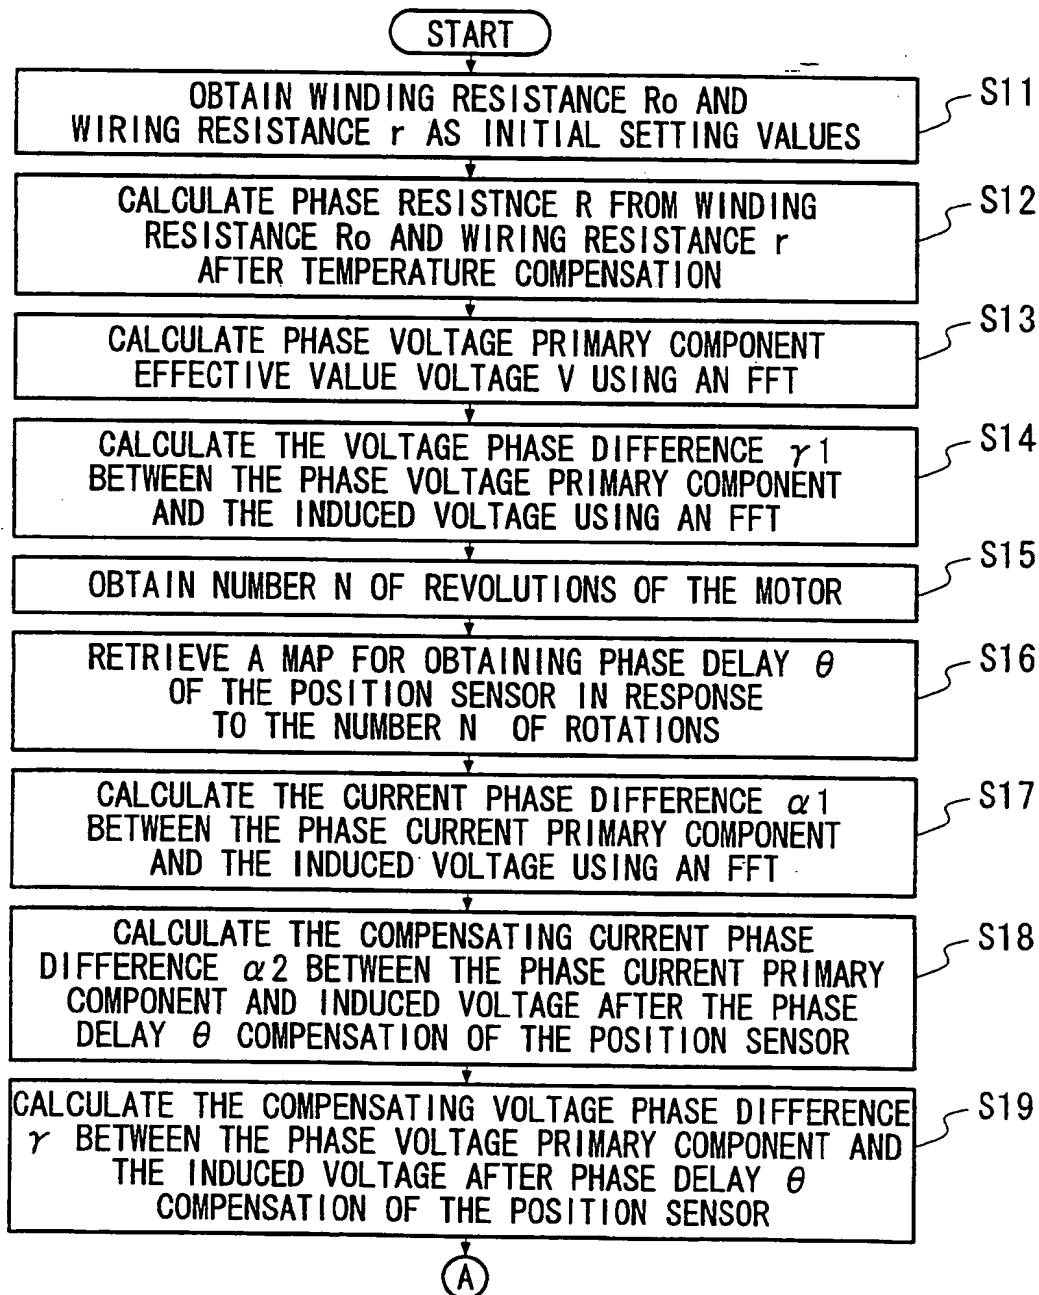 START
OBTAIN WINDING RESISTANCE Ro AND
WIRING RESISTANCE r AS INITIAL SETTING VALUES
S11
CALCULATE PHASE RESISTNCE R FROM WINDING
RESISTANCE Ro AND WIRING RESISTANCE r
AFTER TEMPERATURE COMPENSATION
S12
CALCULATE PHASE VOLTAGE PRIMARY COMPONENT
EFFECTIVE VALUE VOLTAGE V USING AN FFT
S13
CALCULATE THE VOLTAGE PHASE DIFFERENCE γ1
BETWEEN THE PHASE VOLTAGE PRIMARY COMPONENT
AND THE INDUCED VOLTAGE USING AN FFT
S14
OBTAIN NUMBER N OF REVOLUTIONS OF THE MOTOR
S15
RETRIEVE A MAP FOR OBTAINING PHASE DELAY θ
OF THE POSITION SENSOR IN RESPONSE
TO THE NUMBER N OF ROTATIONS
S16
CALCULATE THE CURRENT PHASE DIFFERENCE α1
BETWEEN THE PHASE CURRENT PRIMARY COMPONENT
AND THE INDUCED VOLTAGE USING AN FFT
S17
CALCULATE THE COMPENSATING CURRENT PHASE
DIFFERENCE α2 BETWEEN THE PHASE CURRENT PRIMARY
COMPONENT AND INDUCED VOLTAGE AFTER THE PHASE
DELAY θ COMPENSATION OF THE POSITION SENSOR
S18
CALCULATE THE COMPENSATING VOLTAGE PHASE DIFFERENCE
γ BETWEEN THE PHASE VOLTAGE PRIMARY COMPONENT AND
THE INDUCED VOLTAGE AFTER PHASE DELAY θ
COMPENSATION OF THE POSITION SENSOR
S19
A